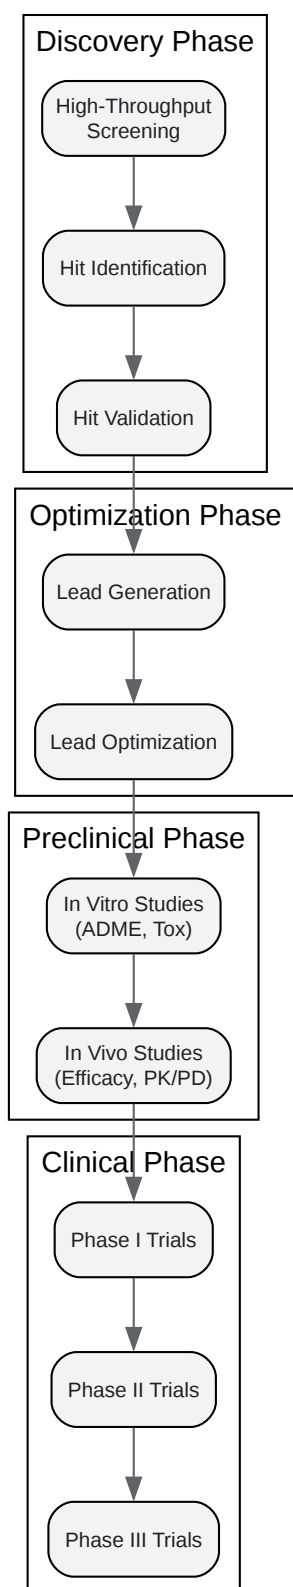 Discovery Phase
High-Throughput
Screening
Hit Identification
Hit Validation
Optimization Phase
Lead Generation
Lead Optimization
Preclinical Phase
In Vitro Studies
(ADME, Tox)
In Vivo Studies
(Efficacy, PK/PD)
Clinical Phase
Phase I Trials
Phase II Trials
Phase III Trials